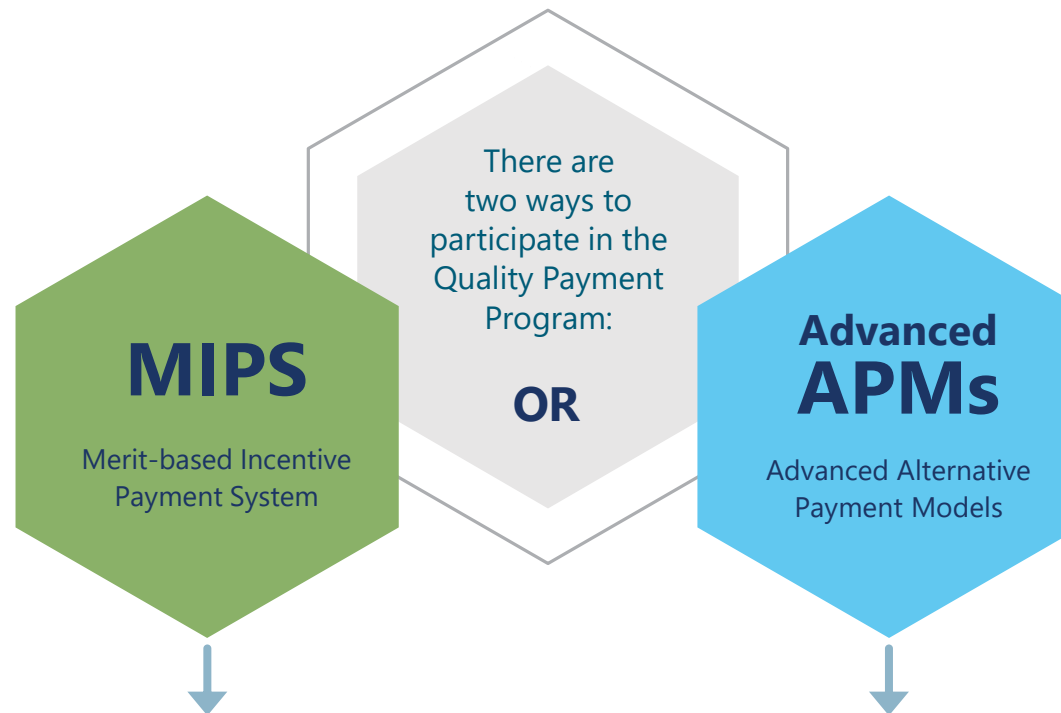 There are
two ways to
participate in the
Quality Payment
Program:
OR
MIPS
Merit-based Incentive
Payment System
Advanced
APMs
Advanced Alternative
Payment Models